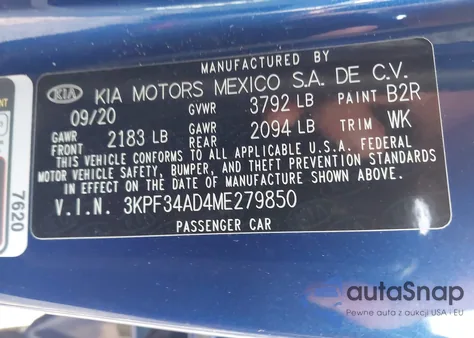 MANUFACTURED BY
KIA KIA MOTORS MEXICO S.A. DE C.V.
09/20 GVWR 3792 LB PAINT B2R
GAWR FRONT 2183 LB GAWR REAR 2094 LB TRIM WK
THIS VEHICLE CONFORMS TO ALL APPLICABLE U.S.A. FEDERAL
MOTOR VEHICLE SAFETY, BUMPER, AND THEFT PREVENTION STANDARDS
IN EFFECT ON THE DATE OF MANUFACTURE SHOWN ABOVE.
V.I.N. 3KPF34AD4ME279850
PASSENGER CAR
7620
autaSnap
Pewne auta z aukcji USA i EU